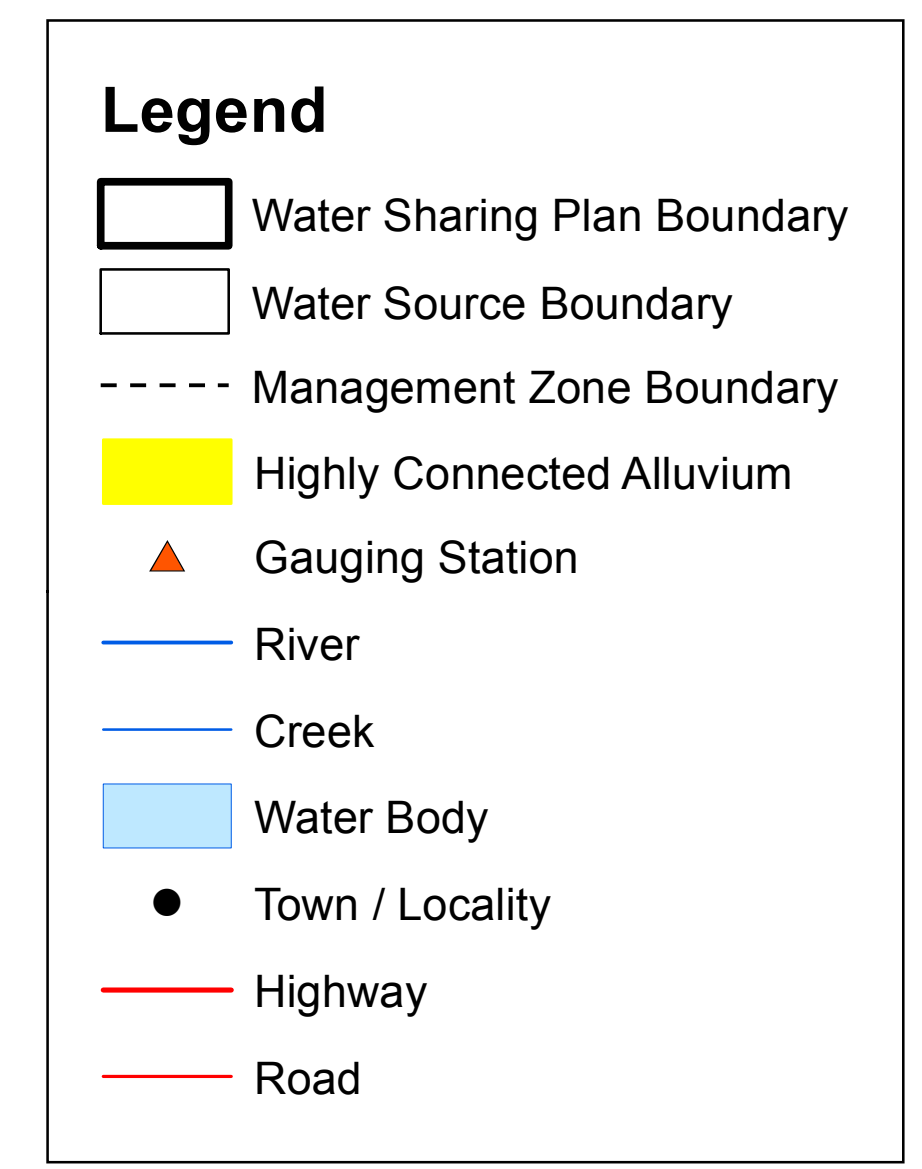 Legend
Water Sharing Plan Boundary
Water Source Boundary
Management Zone Boundary
Highly Connected Alluvium
Gauging Station
River
Creek
Water Body
Town / Locality
Highway
Road